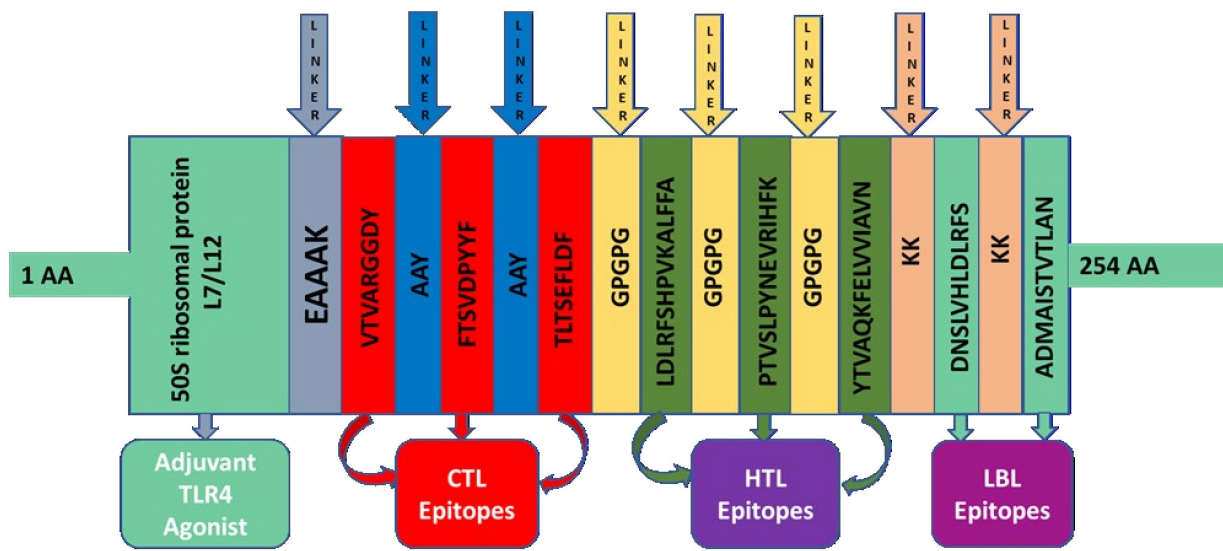 LINKER
LINKER
LINKER
LINKER
LINKER
LINKER
LINKER
LINKER
1 AA
50S ribosomal protein
L7/L12
EAAAK
VTVARGGDY
AAY
FTSVDPYYF
AAY
TLTSEFLDF
GPGPG
LDLRFSHPVKALFFA
GPGPG
PTVSLPYNEVRIHFK
GPGPG
YTVAQKFELVVIAVN
KK
DNSLVHLDLRFS
KK
ADMAISTVTLAN
254 AA
Adjuvant
TLR4
Agonist
CTL
Epitopes
HTL
Epitopes
LBL
Epitopes